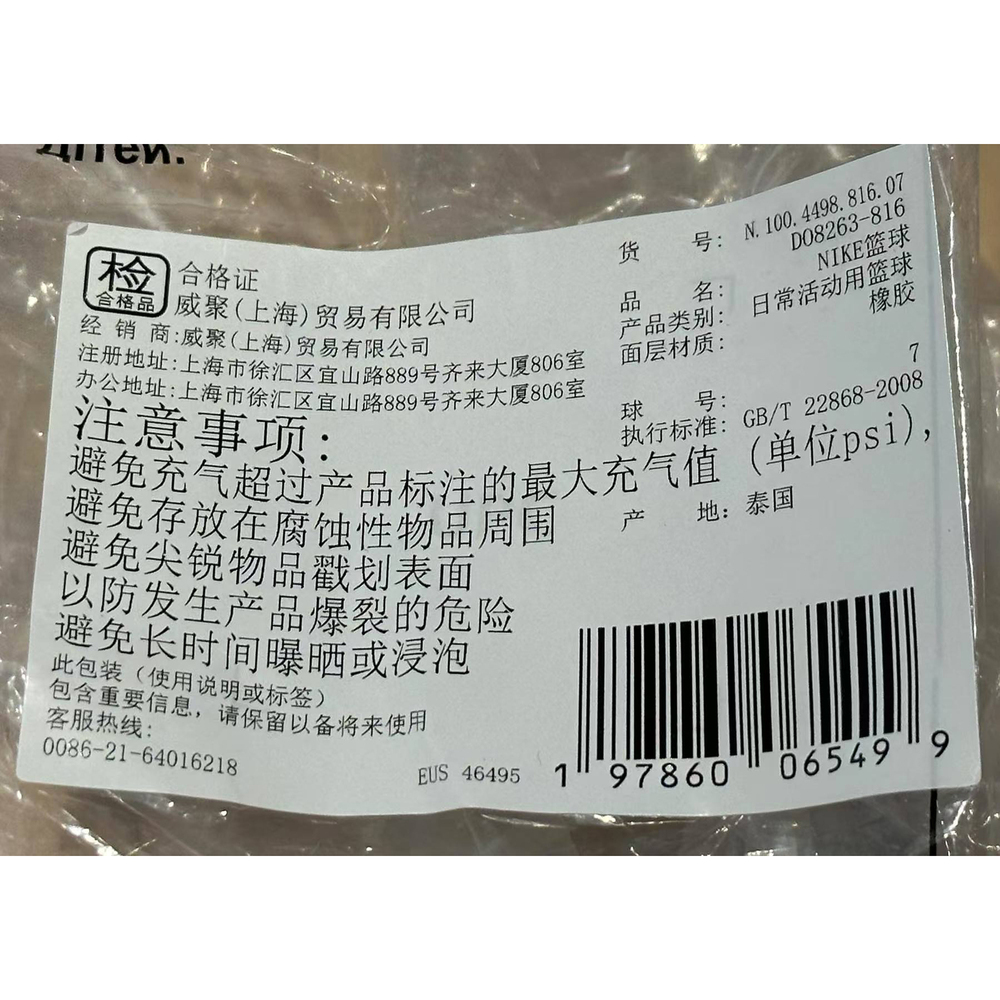 дітей.
检
合格品
合格证
威聚(上海)贸易有限公司
经销商:威聚(上海)贸易有限公司
注册地址:上海市徐汇区宜山路889号齐来大厦806室
办公地址:上海市徐汇区宜山路889号齐来大厦806室
货 号: N.100.4498.816.07
DO8263-816
品 名: NIKE篮球
产品类别: 日常活动用篮球
面层材质: 橡胶
球 号: 7
执行标准: GB/T 22868-2008
注意事项:
避免充气超过产品标注的最大充气值(单位psi),
避免存放在腐蚀性物品周围
避免尖锐物品戳划表面
以防发生产品爆裂的危险
避免长时间曝晒或浸泡
产 地: 泰国
此包装(使用说明或标签)
包含重要信息,请保留以备将来使用
客服热线:
0086-21-64016218
EUS 46495
1 97860 06549 9